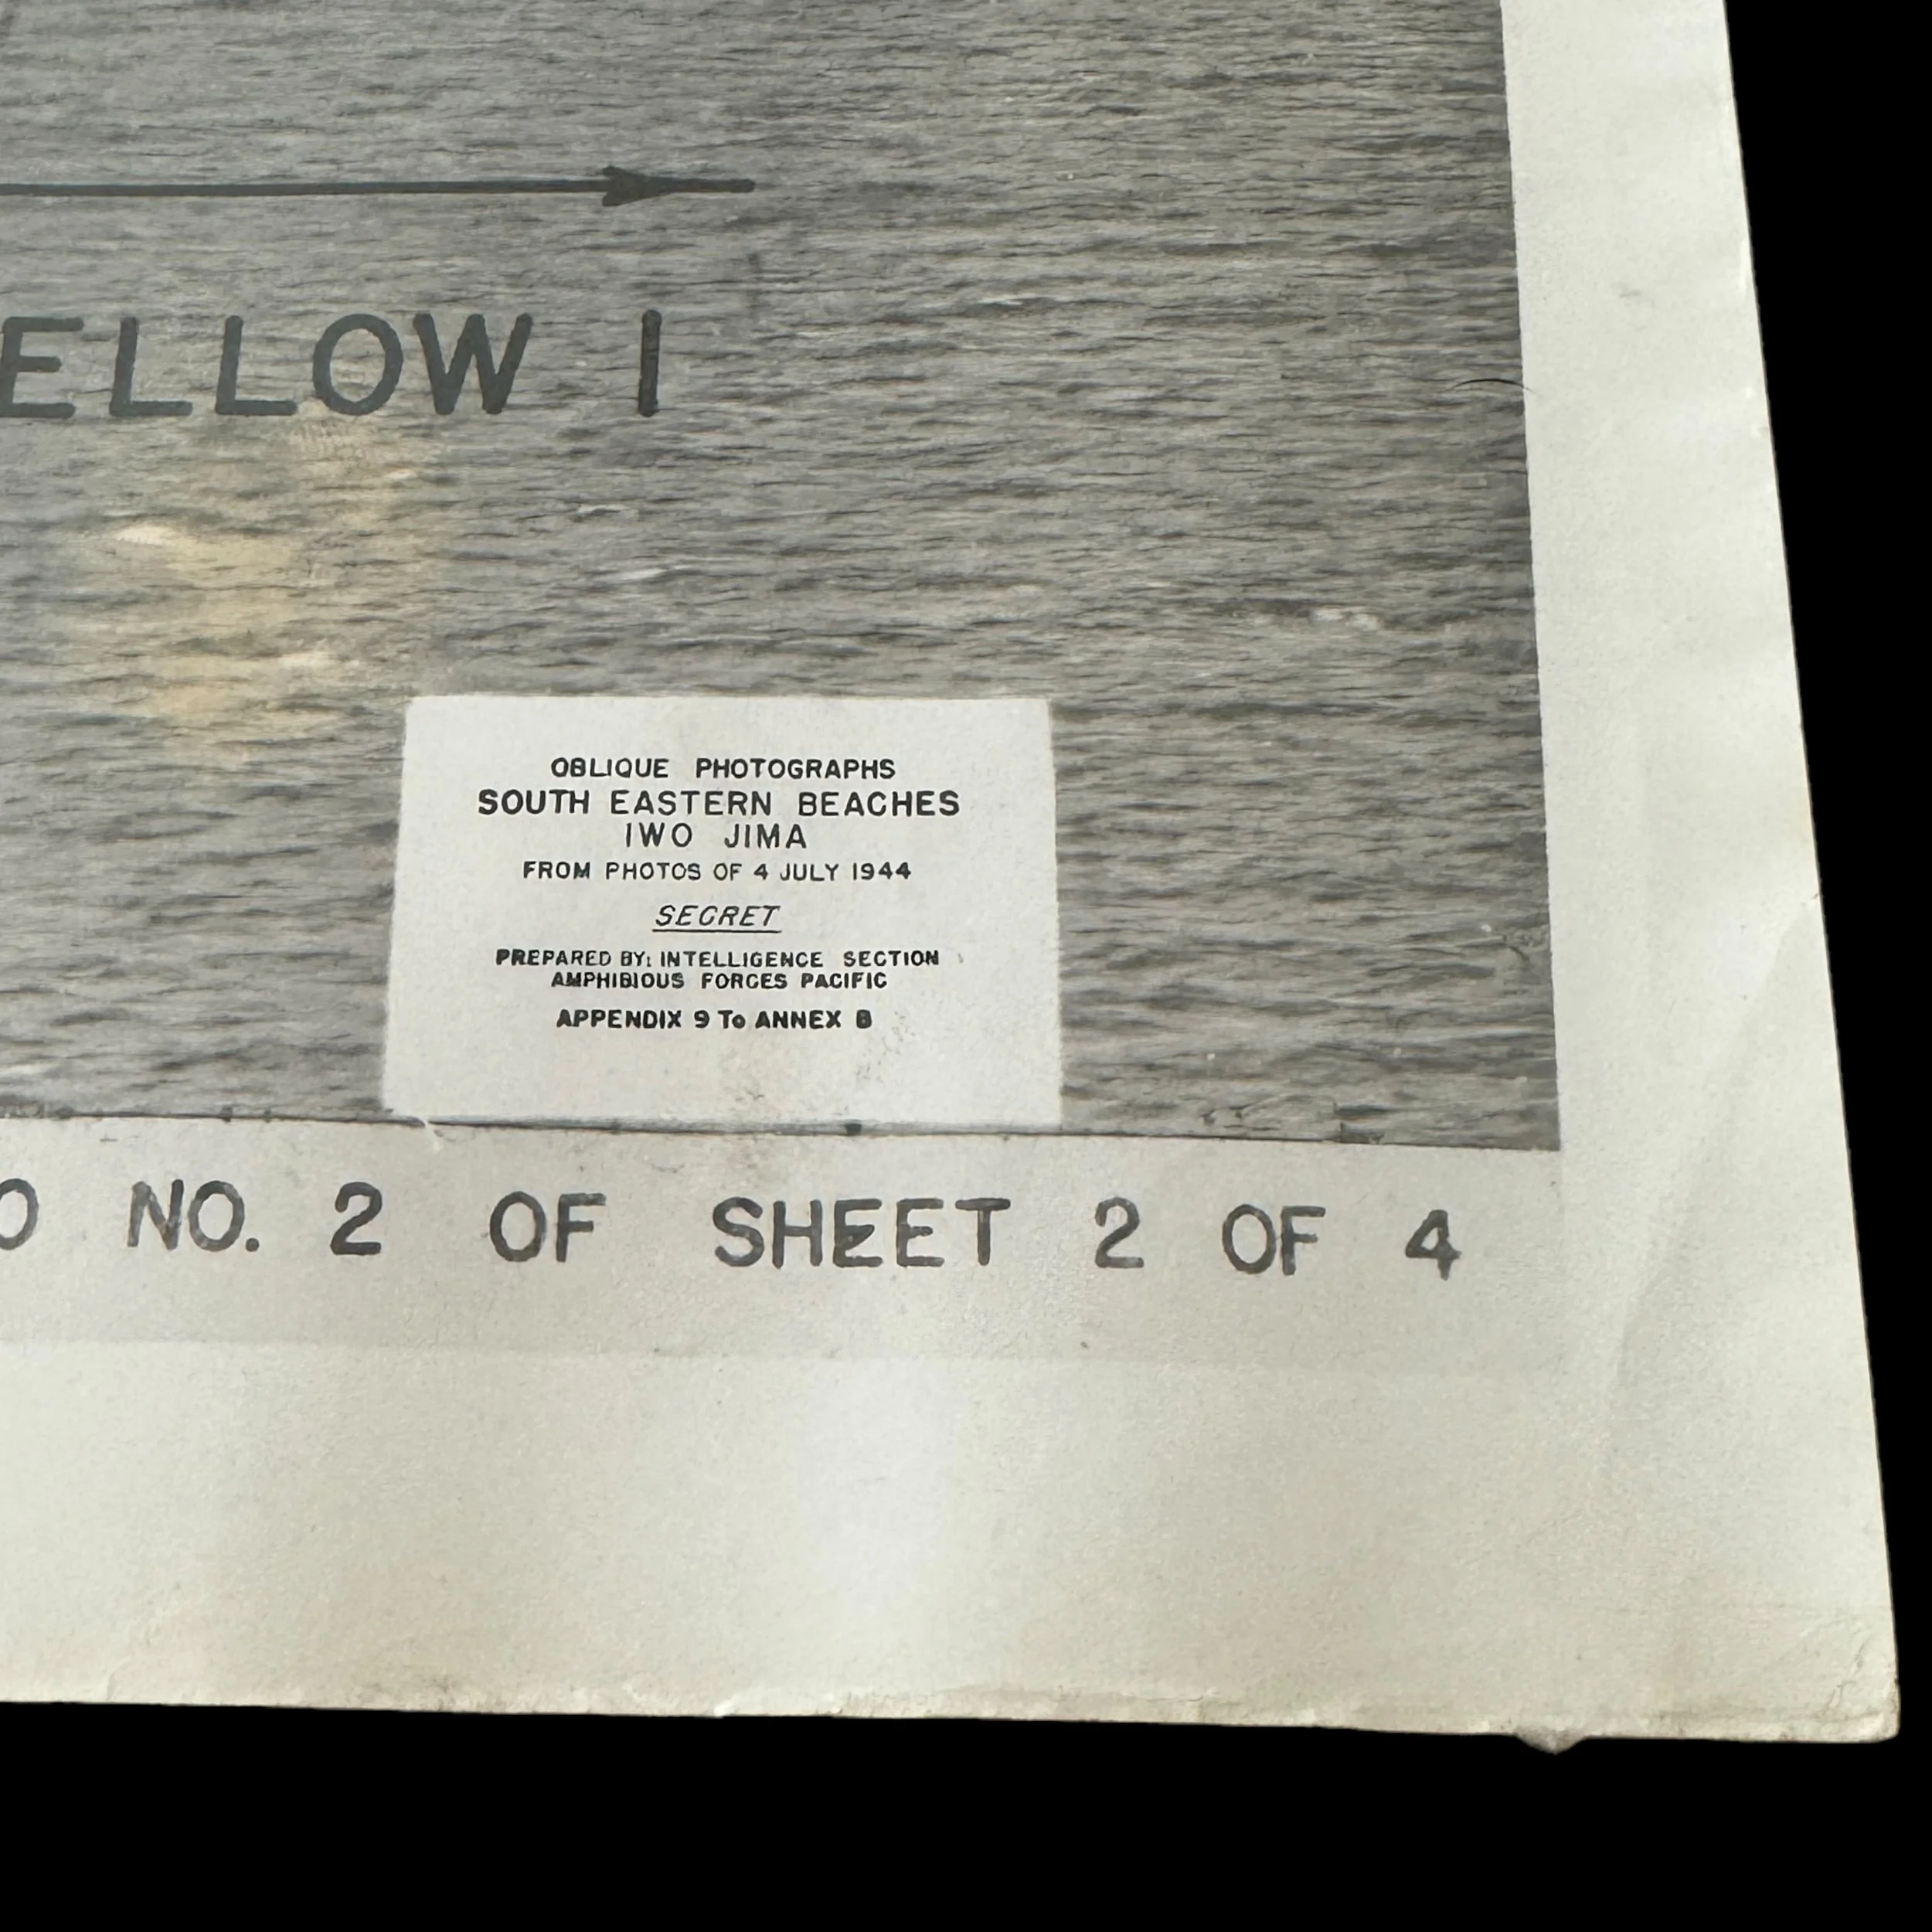 ELLOW 1
OBLIQUE PHOTOGRAPHS
SOUTH EASTERN BEACHES
IWO JIMA
FROM PHOTOS OF 4 JULY 1944
SECRET
PREPARED BY: INTELLIGENCE SECTION
AMPHIBIOUS FORCES PACIFIC
APPENDIX 9 To ANNEX B
O NO. 2 OF SHEET 2 OF 4